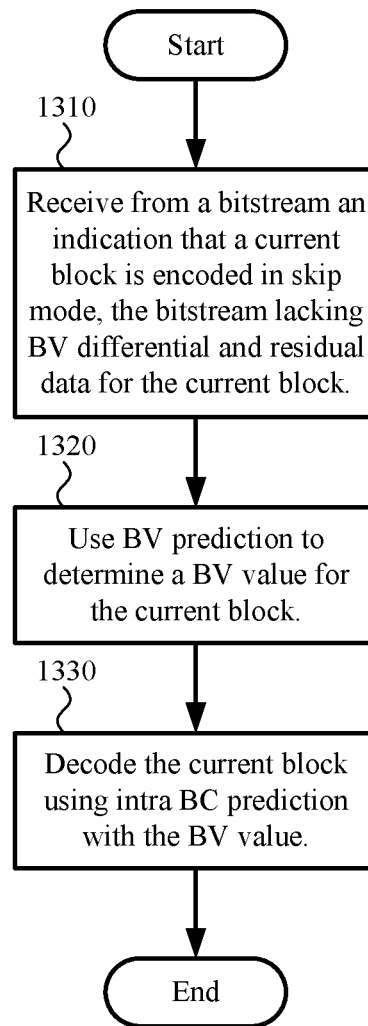 Start
1310
Receive from a bitstream an
indication that a current
block is encoded in skip
mode, the bitstream lacking
BV differential and residual
data for the current block.
1320
Use BV prediction to
determine a BV value for
the current block.
1330
Decode the current block
using intra BC prediction
with the BV value.
End